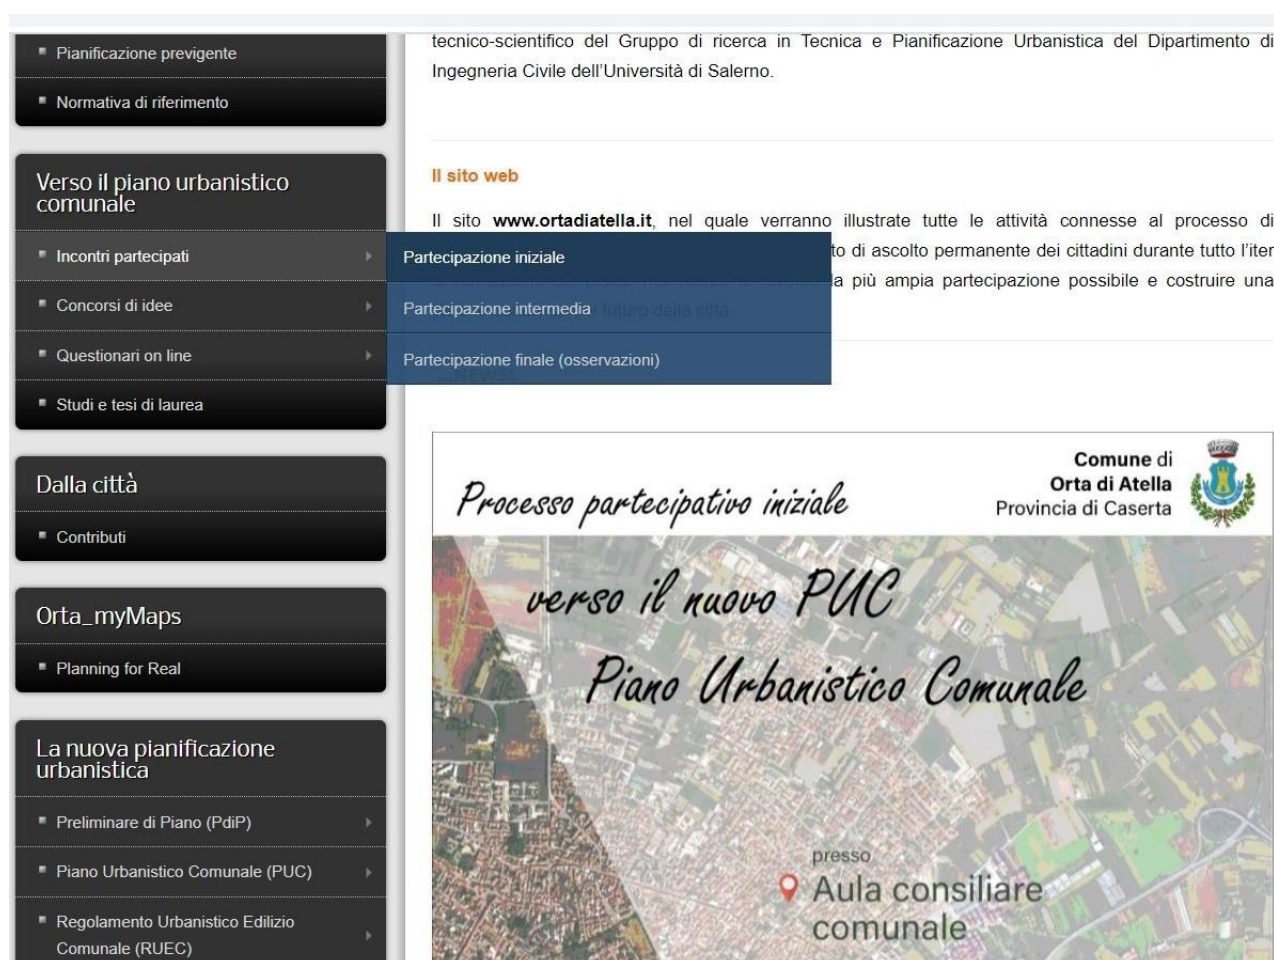 Pianificazione previgente
Normativa di riferimento
Verso il piano urbanistico
comunale
Incontri partecipati
Concorsi di idee
Questionari on line
Studi e tesi di laurea
Dalla città
Contributi
Orta_myMaps
Planning for Real
La nuova pianificazione
urbanistica
Preliminare di Piano (PdiP)
Piano Urbanistico Comunale (PUC)
Regolamento Urbanistico Edilizio
Comunale (RUEC)
Partecipazione iniziale
Partecipazione intermedia
Partecipazione finale (osservazioni)
tecnico-scientifico del Gruppo di ricerca in Tecnica e Pianificazione Urbanistica del Dipartimento di
Ingegneria Civile dell'Università di Salerno.
Il sito web
Il sito www.ortadiatella.it, nel quale verranno illustrate tutte le attività connesse al processo di
to di ascolto permanente dei cittadini durante tutto l'iter
la più ampia partecipazione possibile e costruire una
futuro della città
NEWS
Processo partecipativo iniziale
Comune di
Orta di Atella
Provincia di Caserta
verso il nuovo PUC
Piano Urbanistico Comunale
presso
Aula consiliare
comunale